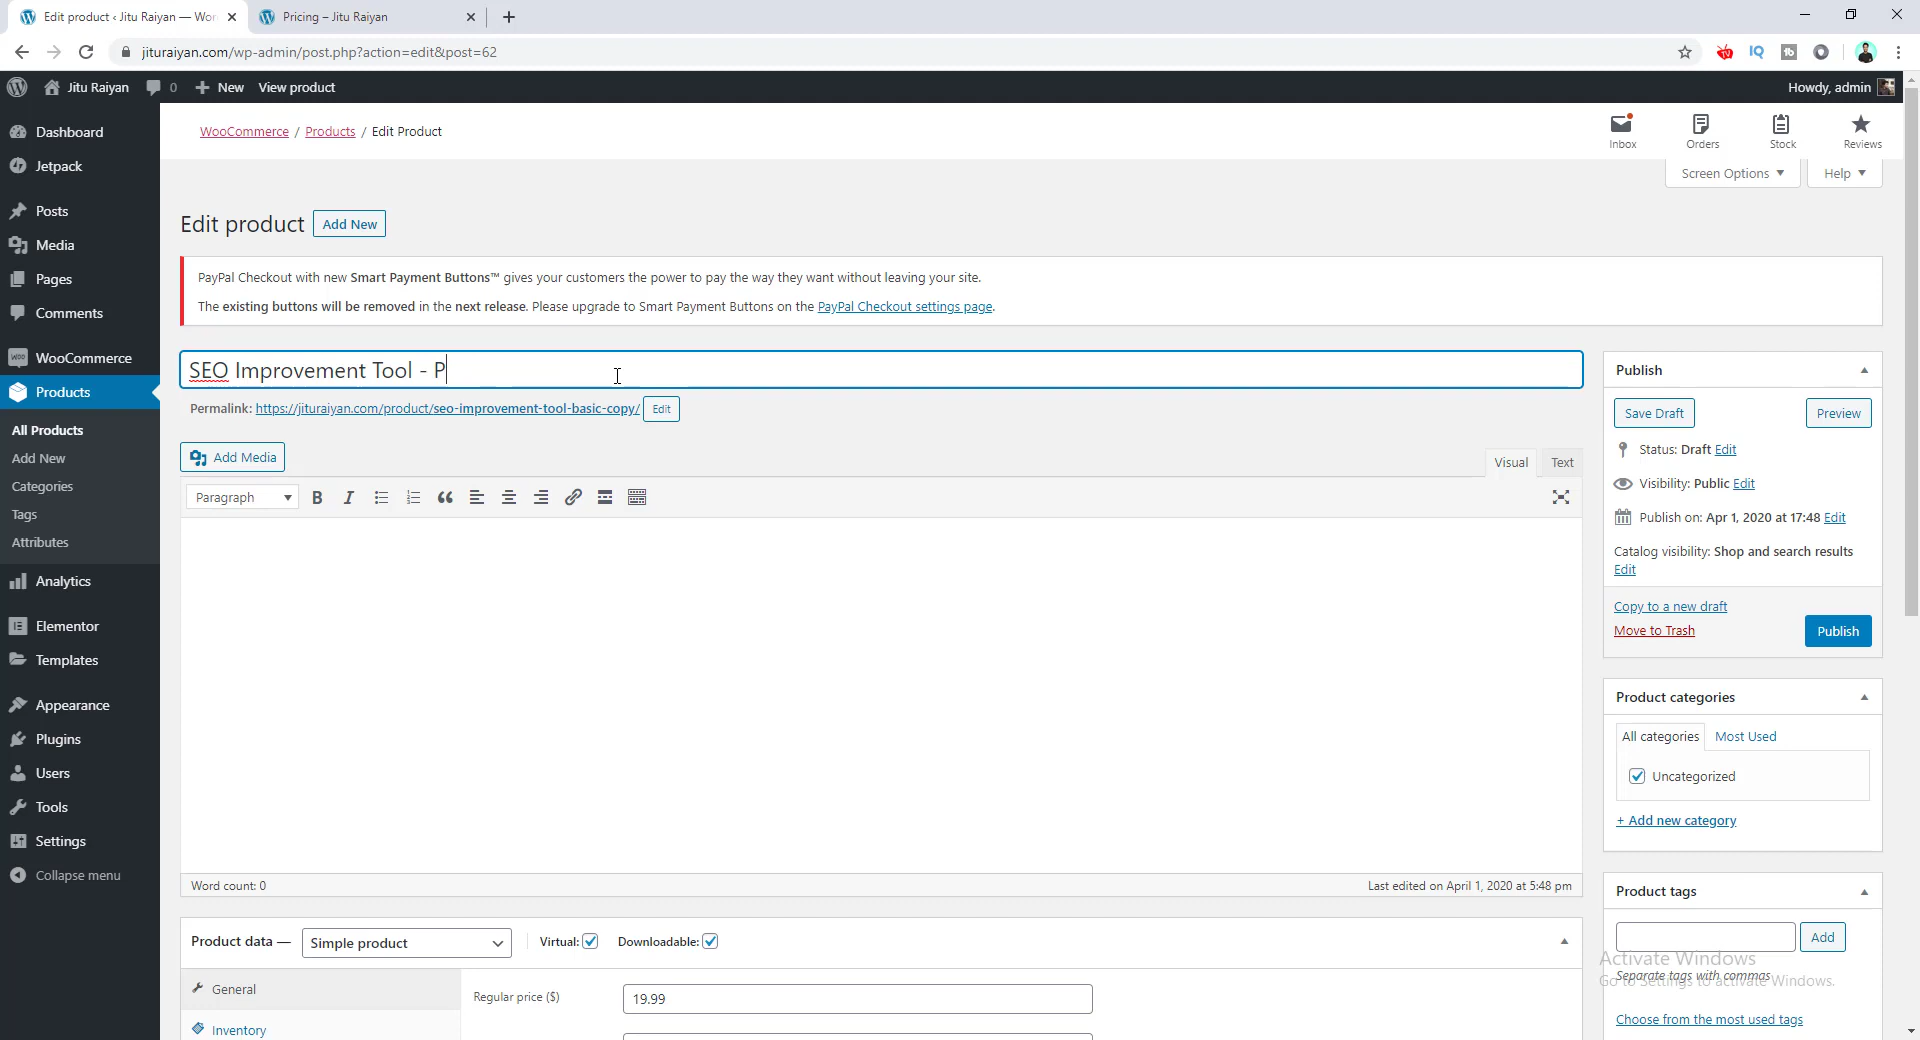 Edit product ‹ Jitu Raiyan — Wor
Pricing – Jitu Raiyan
jituraiyan.com/wp-admin/post.php?action=edit&post=62
Jitu Raiyan
0
New
View product
Howdy, admin
Dashboard
Jetpack
Posts
Media
Pages
Comments
WooCommerce
Products
All Products
Add New
Categories
Tags
Attributes
Analytics
Elementor
Templates
Appearance
Plugins
Users
Tools
Settings
Collapse menu
WooCommerce / Products / Edit Product
Inbox
Orders
Stock
Reviews
Screen Options
Help
Edit product
Add New
PayPal Checkout with new Smart Payment Buttons™ gives your customers the power to pay the way they want without leaving your site.
The existing buttons will be removed in the next release. Please upgrade to Smart Payment Buttons on the PayPal Checkout settings page.
SEO Improvement Tool - P
Permalink: https://jituraiyan.com/product/seo-improvement-tool-basic-copy/ Edit
Add Media
Visual
Text
Paragraph
Word count: 0
Last edited on April 1, 2020 at 5:48 pm
Product data —
Simple product
Virtual:
Downloadable:
General
Inventory
Regular price ($)
19.99
Publish
Save Draft
Preview
Status: Draft Edit
Visibility: Public Edit
Publish on: Apr 1, 2020 at 17:48 Edit
Catalog visibility: Shop and search results
Edit
Copy to a new draft
Move to Trash
Publish
Product categories
All categories
Most Used
Uncategorized
+ Add new category
Product tags
Add
Activate Windows
Separate tags with commas
Go to Settings to activate Windows.
Choose from the most used tags